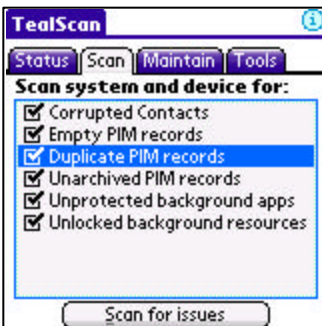 TealScan
Status Scan Maintain Tools
Scan system and device for:
Corrupted Contacts
Empty PIM records
Duplicate PIM records
Unarchived PIM records
Unprotected background apps
Unlocked background resources
Scan for issues